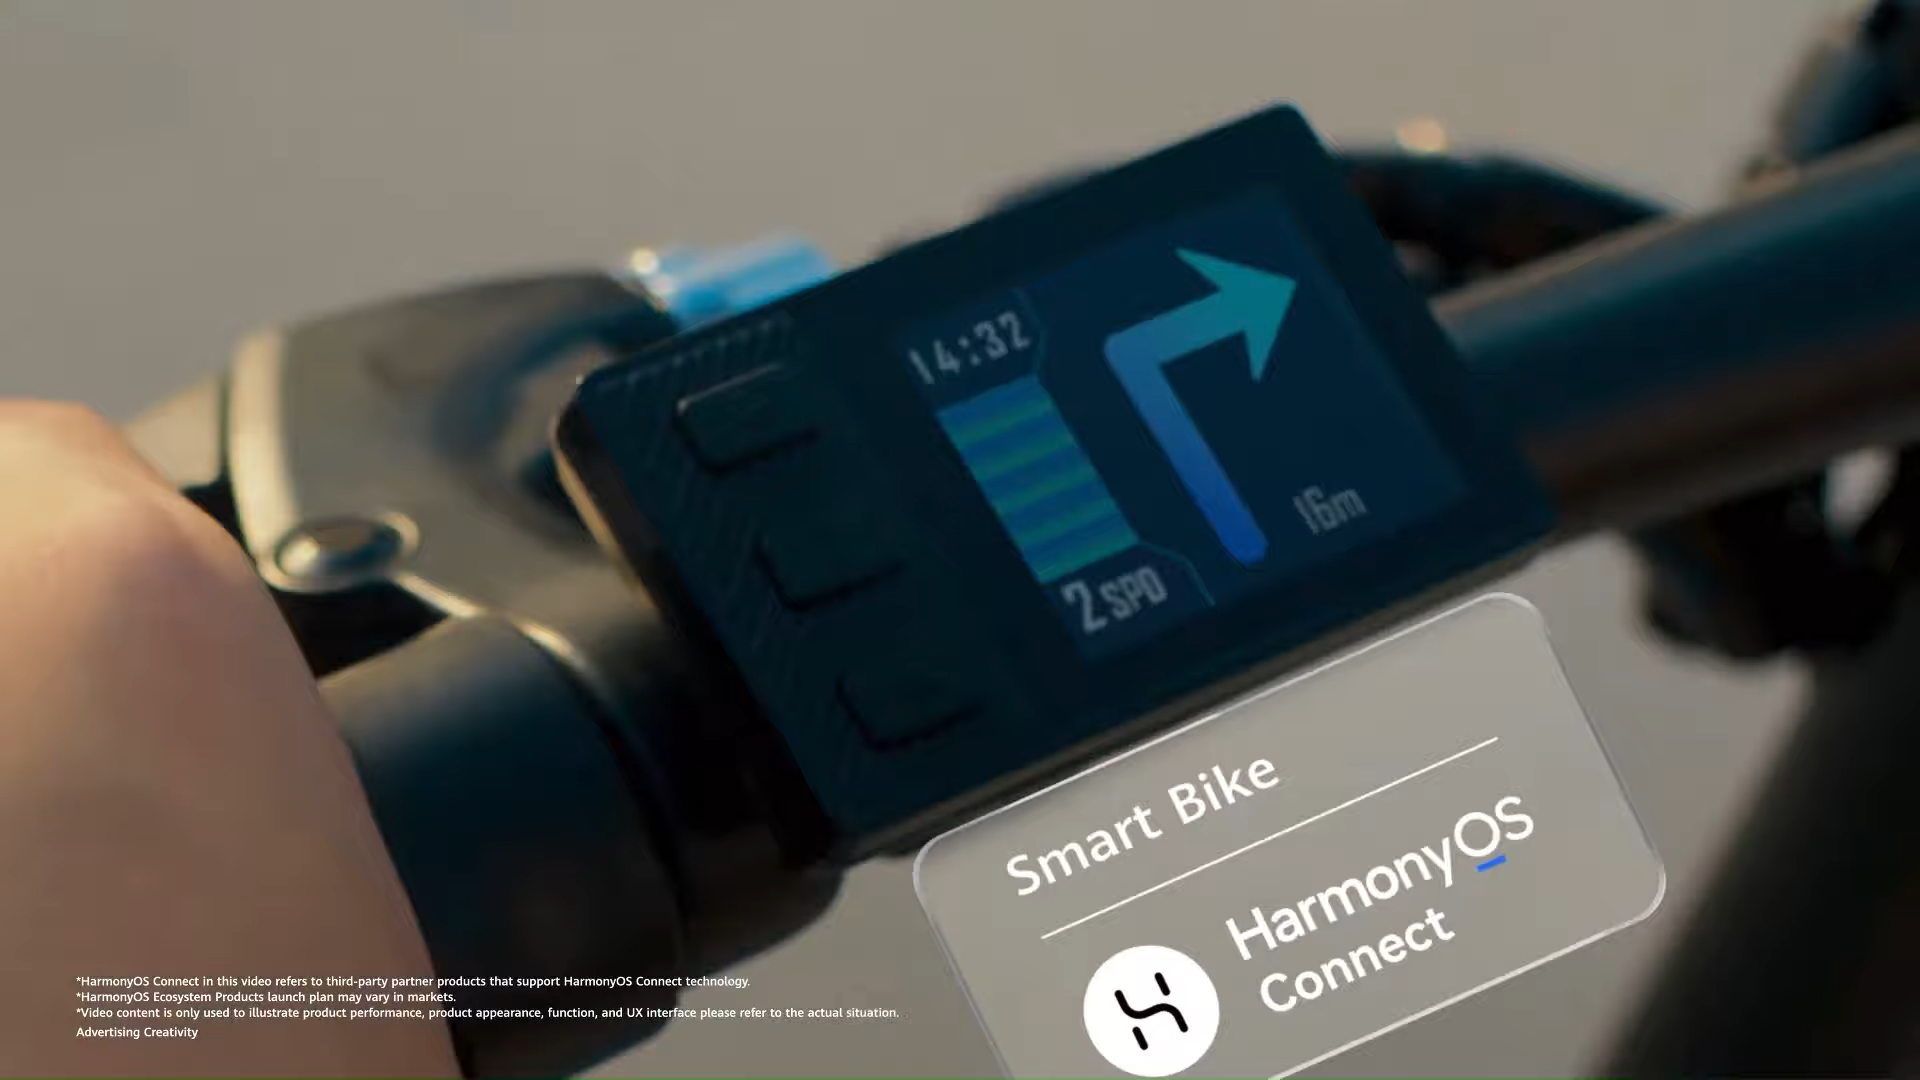 14:32
2 SPD
16m
Smart Bike
HarmonyOS
Connect
*HarmonyOS Connect in this video refers to third-party partner products that support HarmonyOS Connect technology.
*HarmonyOS Ecosystem Products launch plan may vary in markets.
*Video content is only used to illustrate product performance, product appearance, function, and UX interface please refer to the actual situation.
Advertising Creativity